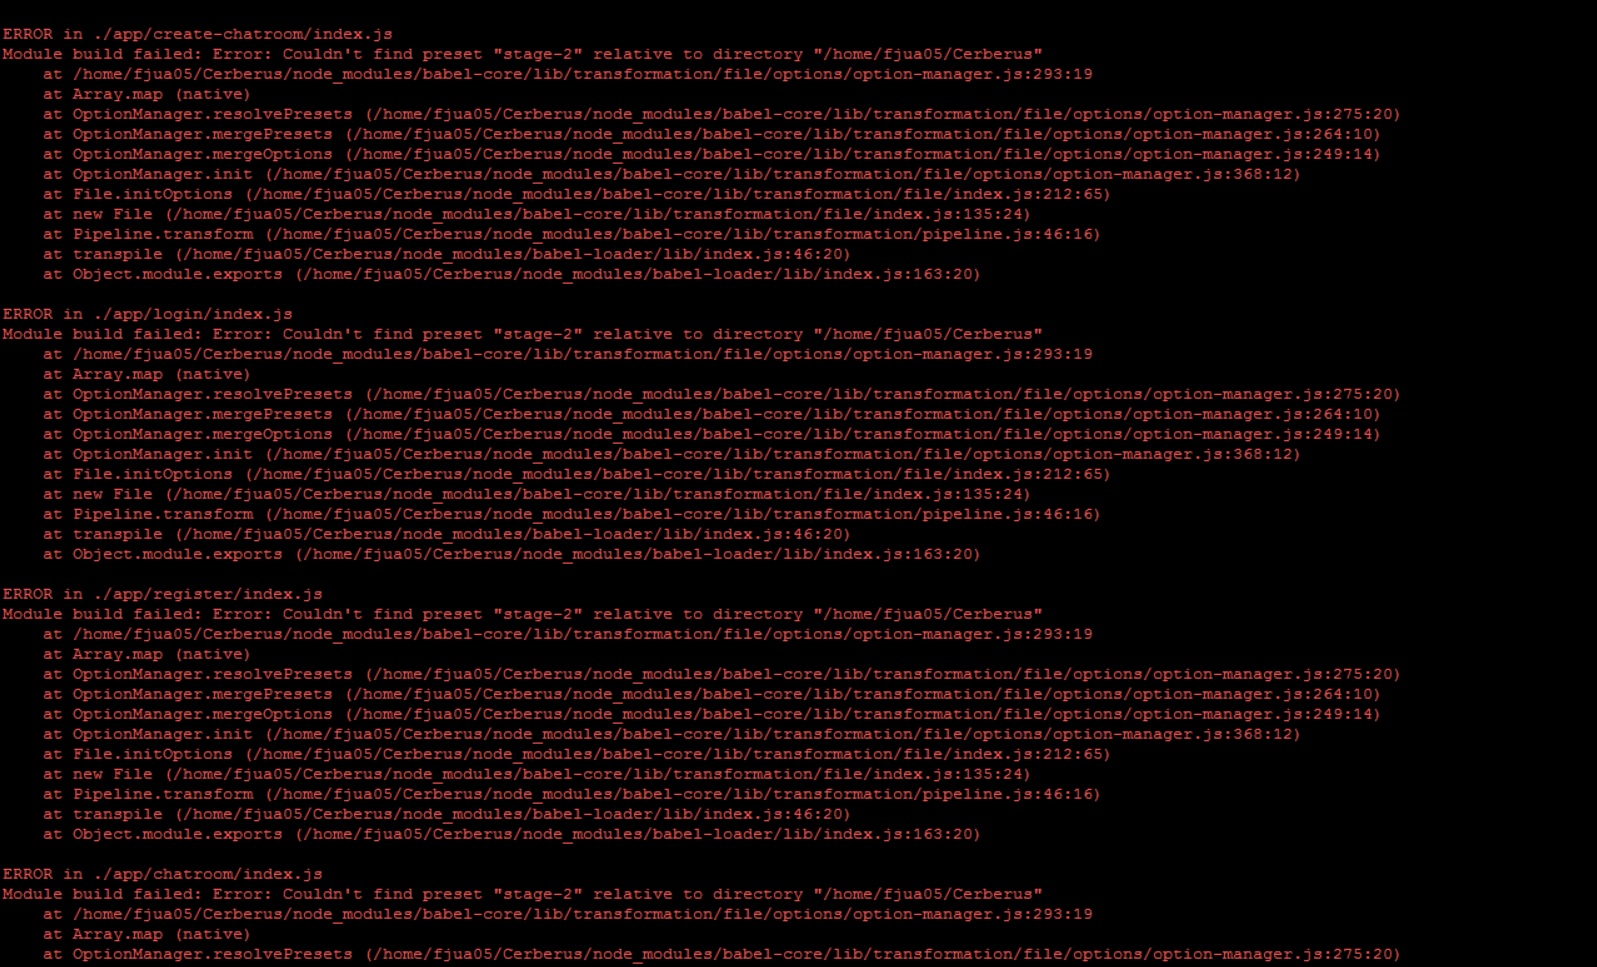 ERROR in ./app/create-chatroom/index.js
Module build failed: Error: Couldn't find preset "stage-2" relative to directory "/home/fjua05/Cerberus"
    at /home/fjua05/Cerberus/node_modules/babel-core/lib/transformation/file/options/option-manager.js:293:19
    at Array.map (native)
    at OptionManager.resolvePresets (/home/fjua05/Cerberus/node_modules/babel-core/lib/transformation/file/options/option-manager.js:275:20)
    at OptionManager.mergePresets (/home/fjua05/Cerberus/node_modules/babel-core/lib/transformation/file/options/option-manager.js:264:10)
    at OptionManager.mergeOptions (/home/fjua05/Cerberus/node_modules/babel-core/lib/transformation/file/options/option-manager.js:249:14)
    at OptionManager.init (/home/fjua05/Cerberus/node_modules/babel-core/lib/transformation/file/options/option-manager.js:368:12)
    at File.initOptions (/home/fjua05/Cerberus/node_modules/babel-core/lib/transformation/file/index.js:212:65)
    at new File (/home/fjua05/Cerberus/node_modules/babel-core/lib/transformation/file/index.js:135:24)
    at Pipeline.transform (/home/fjua05/Cerberus/node_modules/babel-core/lib/transformation/pipeline.js:46:16)
    at transpile (/home/fjua05/Cerberus/node_modules/babel-loader/lib/index.js:46:20)
    at Object.module.exports (/home/fjua05/Cerberus/node_modules/babel-loader/lib/index.js:163:20)

ERROR in ./app/login/index.js
Module build failed: Error: Couldn't find preset "stage-2" relative to directory "/home/fjua05/Cerberus"
    at /home/fjua05/Cerberus/node_modules/babel-core/lib/transformation/file/options/option-manager.js:293:19
    at Array.map (native)
    at OptionManager.resolvePresets (/home/fjua05/Cerberus/node_modules/babel-core/lib/transformation/file/options/option-manager.js:275:20)
    at OptionManager.mergePresets (/home/fjua05/Cerberus/node_modules/babel-core/lib/transformation/file/options/option-manager.js:264:10)
    at OptionManager.mergeOptions (/home/fjua05/Cerberus/node_modules/babel-core/lib/transformation/file/options/option-manager.js:249:14)
    at OptionManager.init (/home/fjua05/Cerberus/node_modules/babel-core/lib/transformation/file/options/option-manager.js:368:12)
    at File.initOptions (/home/fjua05/Cerberus/node_modules/babel-core/lib/transformation/file/index.js:212:65)
    at new File (/home/fjua05/Cerberus/node_modules/babel-core/lib/transformation/file/index.js:135:24)
    at Pipeline.transform (/home/fjua05/Cerberus/node_modules/babel-core/lib/transformation/pipeline.js:46:16)
    at transpile (/home/fjua05/Cerberus/node_modules/babel-loader/lib/index.js:46:20)
    at Object.module.exports (/home/fjua05/Cerberus/node_modules/babel-loader/lib/index.js:163:20)

ERROR in ./app/register/index.js
Module build failed: Error: Couldn't find preset "stage-2" relative to directory "/home/fjua05/Cerberus"
    at /home/fjua05/Cerberus/node_modules/babel-core/lib/transformation/file/options/option-manager.js:293:19
    at Array.map (native)
    at OptionManager.resolvePresets (/home/fjua05/Cerberus/node_modules/babel-core/lib/transformation/file/options/option-manager.js:275:20)
    at OptionManager.mergePresets (/home/fjua05/Cerberus/node_modules/babel-core/lib/transformation/file/options/option-manager.js:264:10)
    at OptionManager.mergeOptions (/home/fjua05/Cerberus/node_modules/babel-core/lib/transformation/file/options/option-manager.js:249:14)
    at OptionManager.init (/home/fjua05/Cerberus/node_modules/babel-core/lib/transformation/file/options/option-manager.js:368:12)
    at File.initOptions (/home/fjua05/Cerberus/node_modules/babel-core/lib/transformation/file/index.js:212:65)
    at new File (/home/fjua05/Cerberus/node_modules/babel-core/lib/transformation/file/index.js:135:24)
    at Pipeline.transform (/home/fjua05/Cerberus/node_modules/babel-core/lib/transformation/pipeline.js:46:16)
    at transpile (/home/fjua05/Cerberus/node_modules/babel-loader/lib/index.js:46:20)
    at Object.module.exports (/home/fjua05/Cerberus/node_modules/babel-loader/lib/index.js:163:20)

ERROR in ./app/chatroom/index.js
Module build failed: Error: Couldn't find preset "stage-2" relative to directory "/home/fjua05/Cerberus"
    at /home/fjua05/Cerberus/node_modules/babel-core/lib/transformation/file/options/option-manager.js:293:19
    at Array.map (native)
    at OptionManager.resolvePresets (/home/fjua05/Cerberus/node_modules/babel-core/lib/transformation/file/options/option-manager.js:275:20)